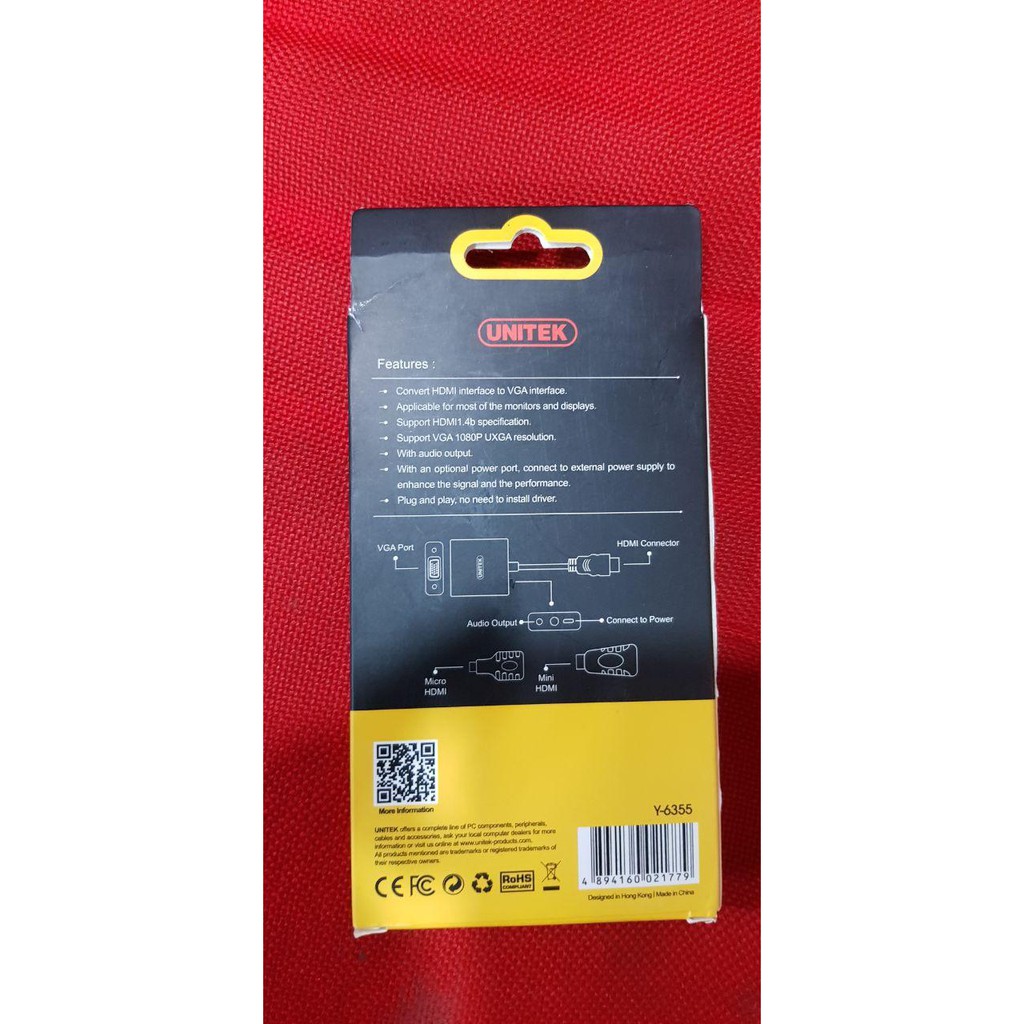 UNITEK
Features :
Convert HDMI interface to VGA interface.
Applicable for most of the monitors and displays.
Support HDMI1.4b specification.
Support VGA 1080P UXGA resolution.
With audio output.
With an optional power port, connect to external power supply to
enhance the signal and the performance.
Plug and play, no need to install driver.
VGA Port
HDMI Connector
UNITEK
Audio Output
Connect to Power
Micro
HDMI
Mini
HDMI
More Information
Y-6355
UNITEK offers a complete line of PC components, peripherals,
cables and accessories, ask your local computer dealers for more
information or visit us online at www.unitek-products.com.
All products mentioned are trademarks or registered trademarks of
their respective owners.
CE FC RoHS
COMPLIANT
4 894160 021779
Designed in Hong Kong | Made in China